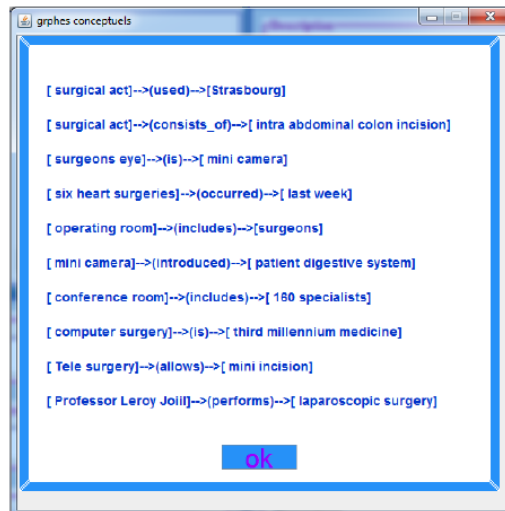 grphes conceptuels
[ surgical act]-->(used)-->[Strasbourg]
[ surgical act]-->(consists_of)-->[ intra abdominal colon incision]
[ surgeons eye]-->(is)-->[ mini camera]
[ six heart surgeries]-->(occurred)-->[ last week]
[ operating room]-->(includes)-->[surgeons]
[ mini camera]-->(introduced)-->[ patient digestive system]
[ conference room]-->(includes)-->[ 160 specialists]
[ computer surgery]-->(is)-->[ third millennium medicine]
[ Tele surgery]-->(allows)-->[ mini incision]
[ Professor Leroy Joiil]-->(performs)-->[ laparoscopic surgery]
ok